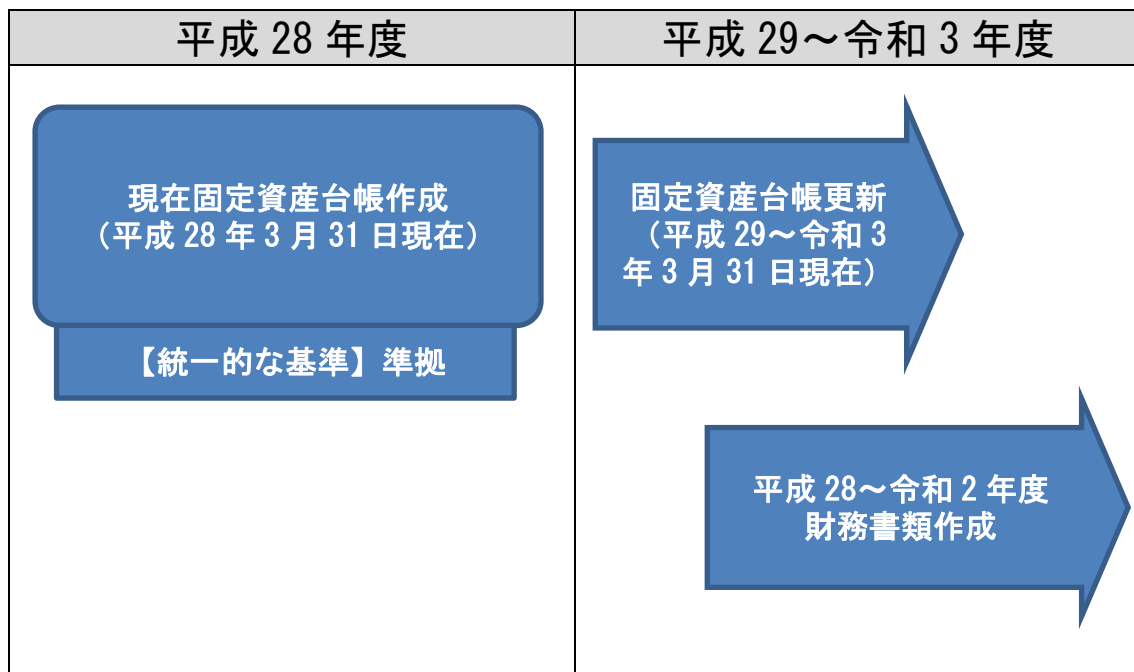 平成 28 年度
平成 29～令和 3 年度
現在固定資産台帳作成
（平成 28 年 3 月 31 日現在）
【統一的な基準】準拠
固定資産台帳更新
（平成 29～令和 3
年 3 月 31 日現在）
平成 28～令和 2 年度
財務書類作成